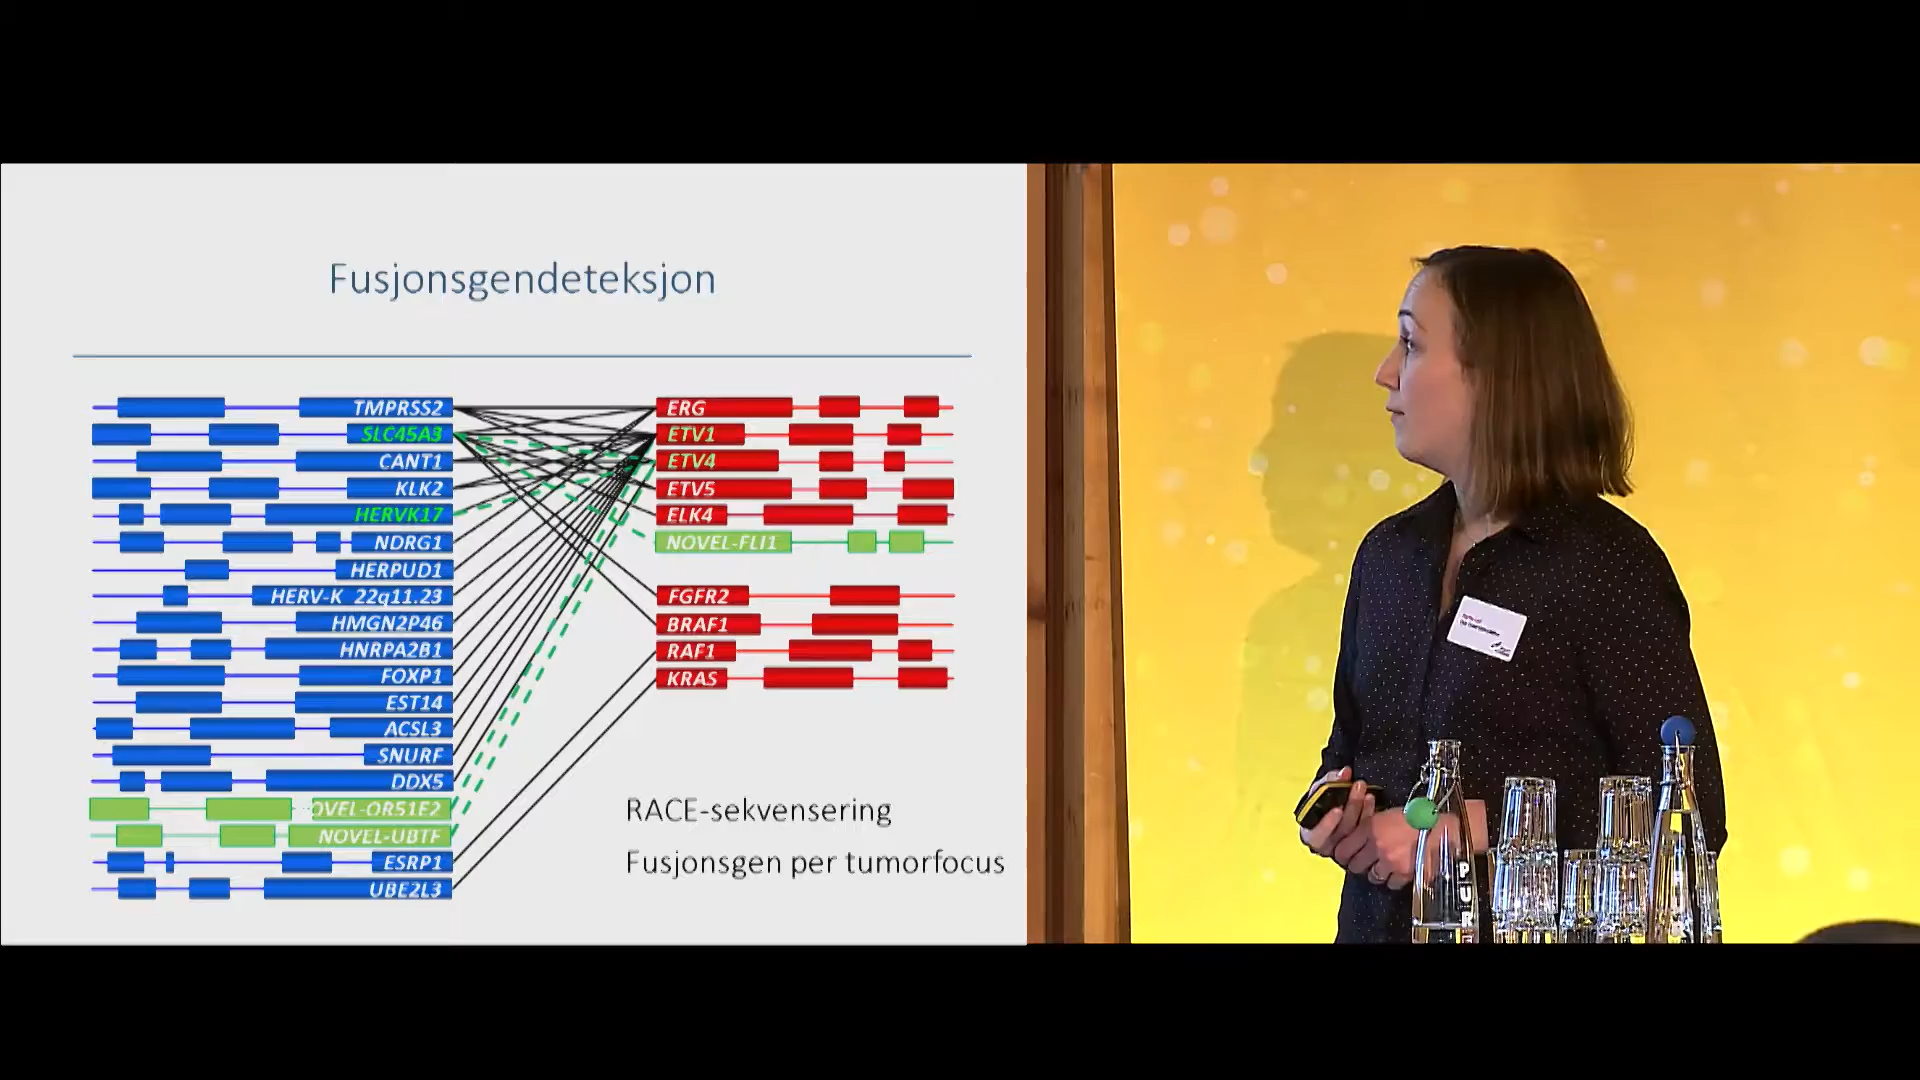 Fusjonsgendeteksjon
TMPRSS2
SLC45A3
CANT1
KLK2
HERVK17
NDRG1
HERPUD1
HERV-K 22q11.23
HMGN2P46
HNRPA2B1
FOXP1
EST14
ACSL3
SNURF
DDX5
OVEL-OR51E2
NOVEL-UBTF
ESRP1
UBE2L3
ERG
ETV1
ETV4
ETV5
ELK4
NOVEL-FLI1
FGFR2
BRAF1
RAF1
KRAS
RACE-sekvensering
Fusjonsgen per tumorfocus
PUR